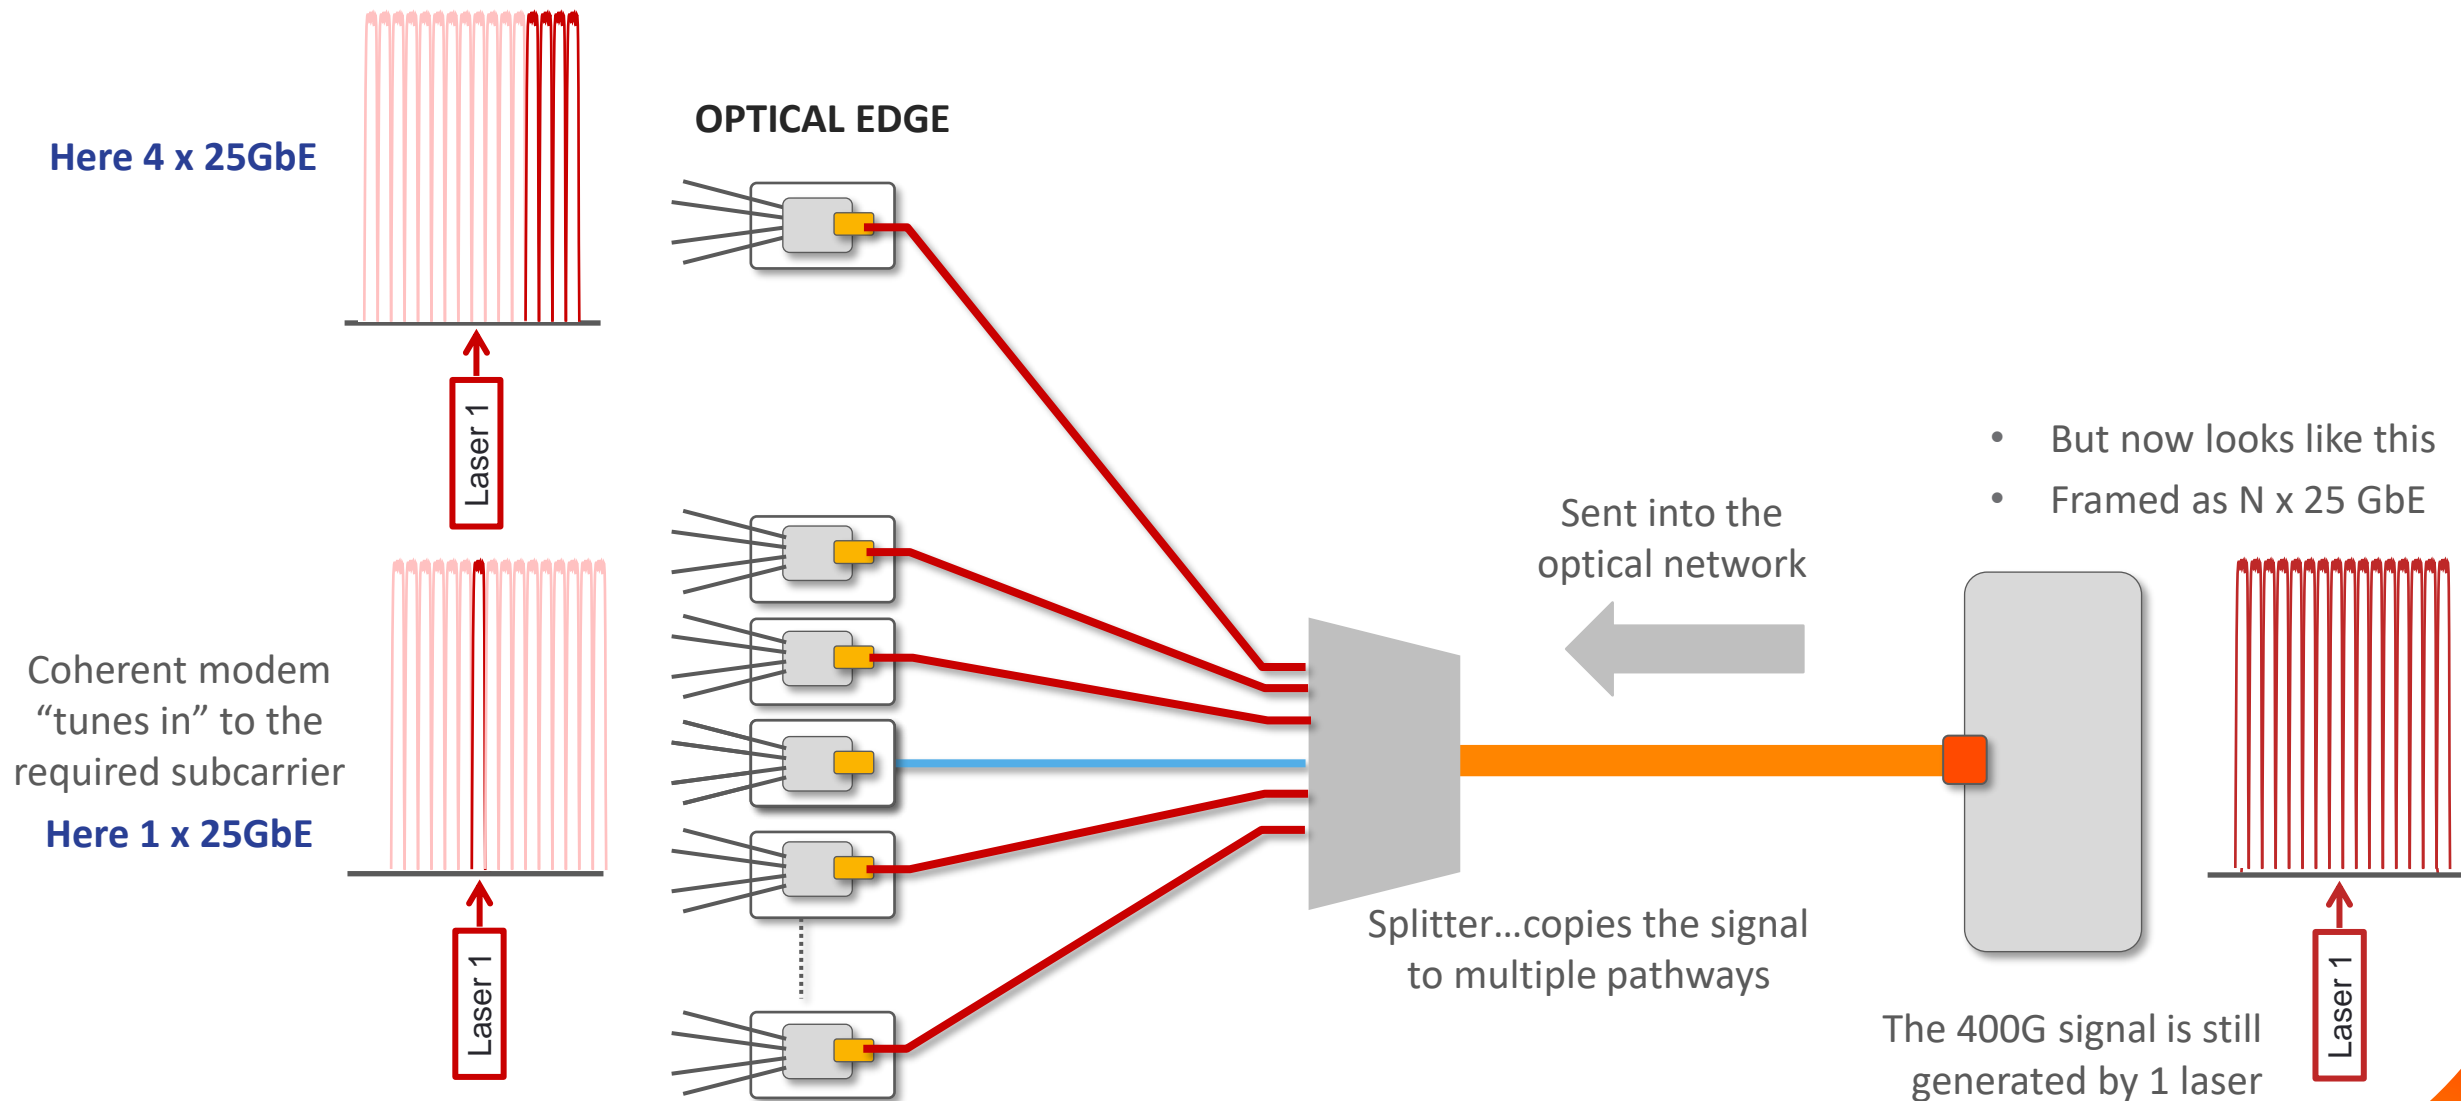 Here 4 x 25GbE
Laser 1
Coherent modem
“tunes in” to the
required subcarrier
Here 1 x 25GbE
Laser 1
OPTICAL EDGE
Sent into the
optical network
Splitter...copies the signal
to multiple pathways
• But now looks like this
• Framed as N x 25 GbE
Laser 1
The 400G signal is still
generated by 1 laser